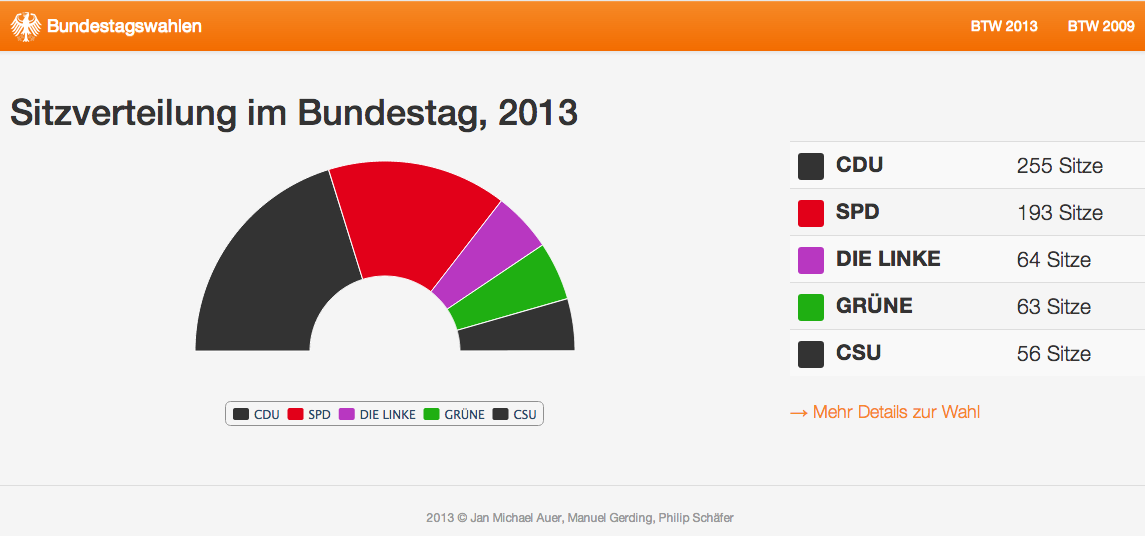 Bundestagswahlen
BTW 2013 BTW 2009
Sitzverteilung im Bundestag, 2013
CDU 255 Sitze
SPD 193 Sitze
DIE LINKE 64 Sitze
GRÜNE 63 Sitze
CSU 56 Sitze
CDU SPD DIE LINKE GRÜNE CSU
→ Mehr Details zur Wahl
2013 © Jan Michael Auer, Manuel Gerding, Philip Schäfer